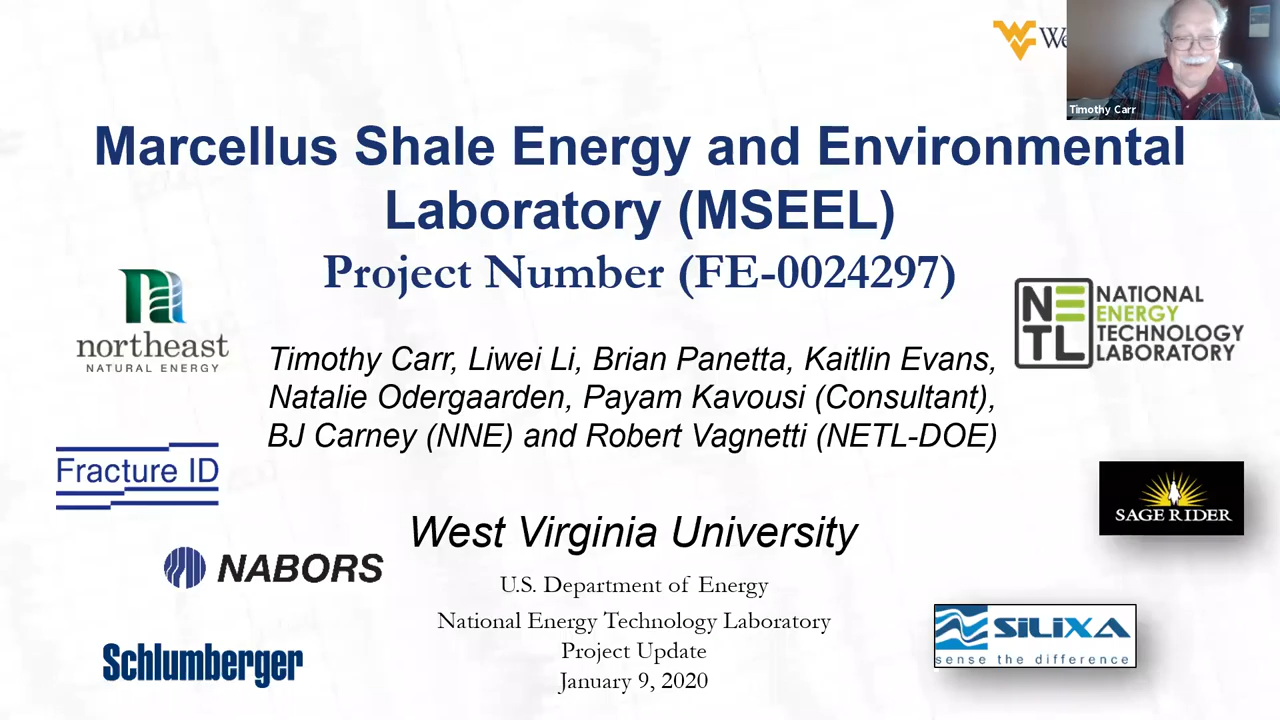 We
Timothy Carr
Marcellus Shale Energy and Environmental
Laboratory (MSEEL)
Project Number (FE-0024297)
northeast
NATURAL ENERGY
NETL
NATIONAL
ENERGY
TECHNOLOGY
LABORATORY
Timothy Carr, Liwei Li, Brian Panetta, Kaitlin Evans,
Natalie Odergaarden, Payam Kavousi (Consultant),
BJ Carney (NNE) and Robert Vagnetti (NETL-DOE)
Fracture ID
SAGE RIDER
West Virginia University
NABORS
U.S. Department of Energy
National Energy Technology Laboratory
Project Update
January 9, 2020
Schlumberger
SiLiXA
sense the difference